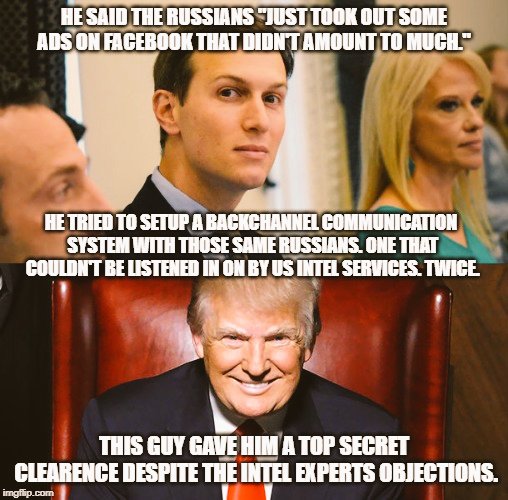 HE SAID THE RUSSIANS "JUST TOOK OUT SOME
ADS ON FACEBOOK THAT DIDN'T AMOUNT TO MUCH."
HE TRIED TO SETUP A BACKCHANNEL COMMUNICATION
SYSTEM WITH THOSE SAME RUSSIANS. ONE THAT
COULDN'T BE LISTENED IN ON BY US INTEL SERVICES. TWICE.
THIS GUY GAVE HIM A TOP SECRET
CLEARENCE DESPITE THE INTEL EXPERTS OBJECTIONS.
imgflip.com